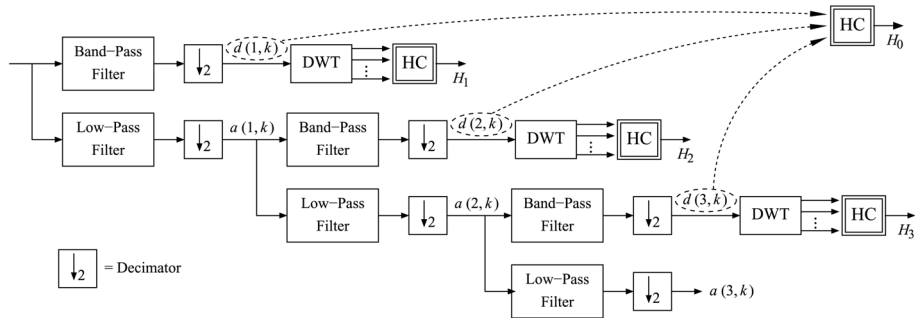 HC
H₀
Band–Pass
Filter
↓2
d (1, k)
DWT
⋮
HC
H₁
Low–Pass
Filter
↓2
a (1, k)
Band–Pass
Filter
↓2
d (2, k)
DWT
⋮
HC
H₂
Low–Pass
Filter
↓2
a (2, k)
Band–Pass
Filter
↓2
d (3, k)
DWT
⋮
HC
H₃
↓2 = Decimator
Low–Pass
Filter
↓2
a (3, k)